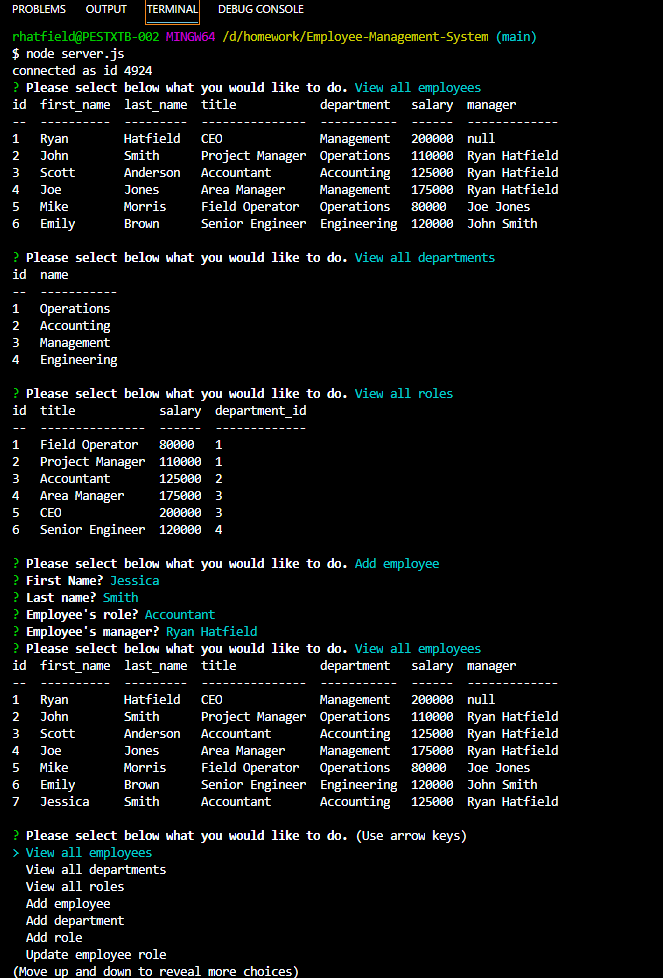 PROBLEMS OUTPUT TERMINAL DEBUG CONSOLE
rhatfield@PESTXTB-002 MINGW64 /d/homework/Employee-Management-System (main)
$ node server.js
connected as id 4924
? Please select below what you would like to do. View all employees
id  first_name  last_name  title            department   salary  manager
--  ----------  ---------  ---------------  -----------  ------  -------------
1   Ryan        Hatfield   CEO              Management   200000  null
2   John        Smith      Project Manager  Operations   110000  Ryan Hatfield
3   Scott       Anderson   Accountant       Accounting   125000  Ryan Hatfield
4   Joe         Jones      Area Manager     Management   175000  Ryan Hatfield
5   Mike        Morris     Field Operator   Operations   80000   Joe Jones
6   Emily       Brown      Senior Engineer  Engineering  120000  John Smith
? Please select below what you would like to do. View all departments
id  name
--  -----------
1   Operations
2   Accounting
3   Management
4   Engineering
? Please select below what you would like to do. View all roles
id  title            salary  department_id
--  ---------------  ------  -------------
1   Field Operator   80000   1
2   Project Manager  110000  1
3   Accountant       125000  2
4   Area Manager     175000  3
5   CEO              200000  3
6   Senior Engineer  120000  4
? Please select below what you would like to do. Add employee
? First Name? Jessica
? Last name? Smith
? Employee's role? Accountant
? Employee's manager? Ryan Hatfield
? Please select below what you would like to do. View all employees
id  first_name  last_name  title            department   salary  manager
--  ----------  ---------  ---------------  -----------  ------  -------------
1   Ryan        Hatfield   CEO              Management   200000  null
2   John        Smith      Project Manager  Operations   110000  Ryan Hatfield
3   Scott       Anderson   Accountant       Accounting   125000  Ryan Hatfield
4   Joe         Jones      Area Manager     Management   175000  Ryan Hatfield
5   Mike        Morris     Field Operator   Operations   80000   Joe Jones
6   Emily       Brown      Senior Engineer  Engineering  120000  John Smith
7   Jessica     Smith      Accountant       Accounting   125000  Ryan Hatfield
? Please select below what you would like to do. (Use arrow keys)
> View all employees
  View all departments
  View all roles
  Add employee
  Add department
  Add role
  Update employee role
(Move up and down to reveal more choices)